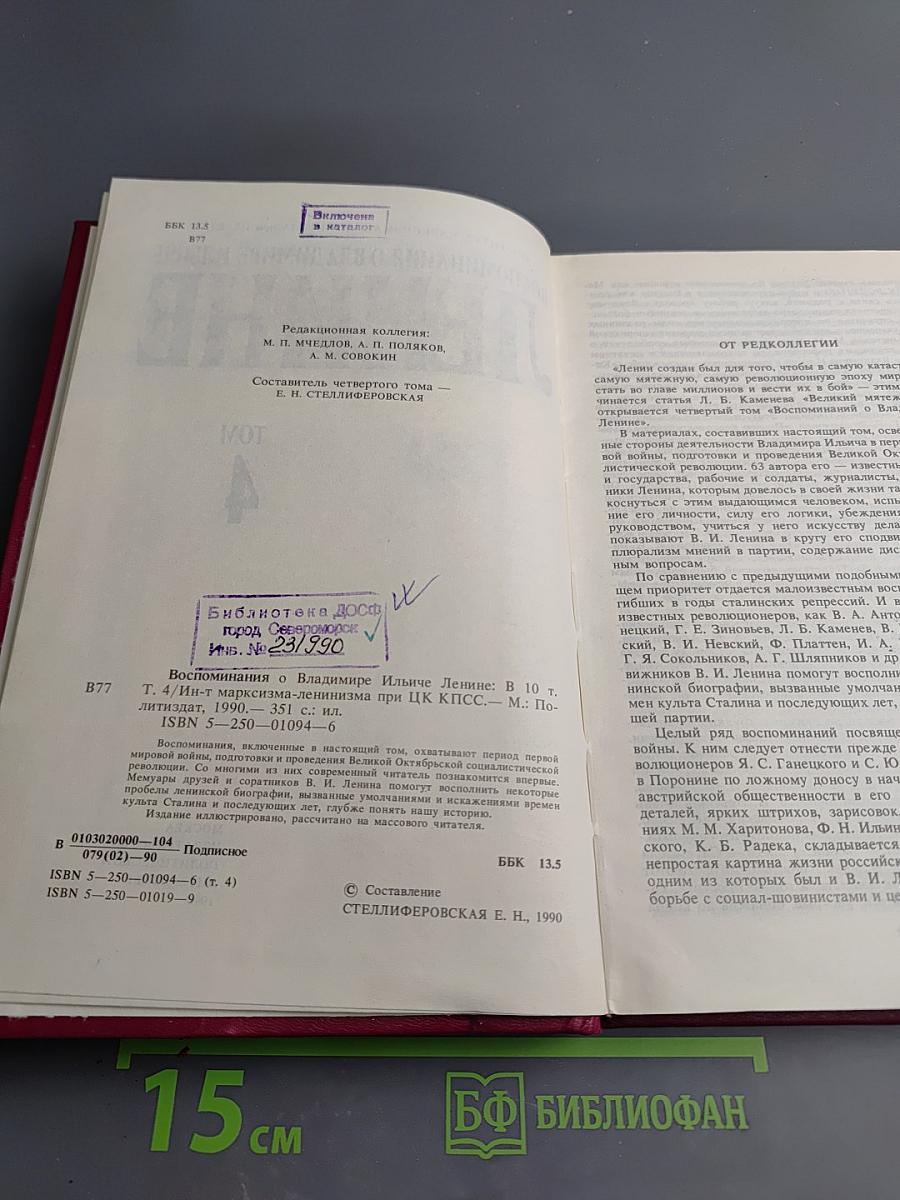 ББК 13.5
В77
Включена
в каталог
Редакционная коллегия:
М. П. МЧЕДЛОВ, А. П. ПОЛЯКОВ,
А. М. СОВОКИН
Составитель четвертого тома —
Е. Н. СТЕЛЛИФЕРОВСКАЯ
ТОМ
4
Библиотека ДОСФ
город Североморск
Инв. № 231990
Воспоминания о Владимире Ильиче Ленине: В 10 т.
В77 Т. 4/Ин-т марксизма-ленинизма при ЦК КПСС.— М.: По-
литиздат, 1990.— 351 с.: ил.
ISBN 5—250—01094—6
Воспоминания, включенные в настоящий том, охватывают период первой
мировой войны, подготовки и проведения Великой Октябрьской социалистической
революции. Со многими из них современный читатель познакомится впервые.
Мемуары друзей и соратников В. И. Ленина помогут восполнить некоторые
пробелы ленинской биографии, вызванные умолчаниями и искажениями времен
культа Сталина и последующих лет, глубже понять нашу историю.
Издание иллюстрировано, рассчитано на массового читателя.
В 0103020000—104
079(02)—90 Подписное
ББК 13.5
ISBN 5—250—01094—6 (т. 4)
ISBN 5—250—01019—9
© Составление
СТЕЛЛИФЕРОВСКАЯ Е. Н., 1990
ОТ РЕДКОЛЛЕГИИ
«Ленин создан был для того, чтобы в самую катас
самую мятежную, самую революционную эпоху мир
стать во главе миллионов и вести их в бой» — этим
чинается статья Л. Б. Каменева «Великий мятеж
открывается четвертый том «Воспоминаний о Вла
Ленине».
В материалах, составивших настоящий том, осве
ные стороны деятельности Владимира Ильича в пер
вой войны, подготовки и проведения Великой Ок
листической революции. 63 автора его — известны
и государства, рабочие и солдаты, журналисты,
ники Ленина, которым довелось в своей жизни та
коснуться с этим выдающимся человеком, испы
ние его личности, силу его логики, убеждения
руководством, учиться у него искусству дела
показывают В. И. Ленина в кругу его сподви
плюрализм мнений в партии, содержание дис
ным вопросам.
По сравнению с предыдущими подобными
щем приоритет отдается малоизвестным вос
гибших в годы сталинских репрессий. И в
известных революционеров, как В. А. Анто
нецкий, Г. Е. Зиновьев, Л. Б. Каменев, В.
ский, В. И. Невский, Ф. Платтен, И. А.
Г. Я. Сокольников, А. Г. Шляпников и др
вижников В. И. Ленина помогут восполни
нинской биографии, вызванные умолчан
мен культа Сталина и последующих лет,
шей партии.
Целый ряд воспоминаний посвяще
войны. К ним следует отнести прежде
волюционеров Я. С. Ганецкого и С. Ю
в Поронине по ложному доносу в нач
австрийской общественности в его
деталей, ярких штрихов, зарисовок.
ниях М. М. Харитонова, Ф. Н. Ильин
ского, К. Б. Радека, складывается
непростая картина жизни российск
одним из которых был и В. И. Л
борьбе с социал-шовинистами и це
15 см
БФ БИБЛИОФАН